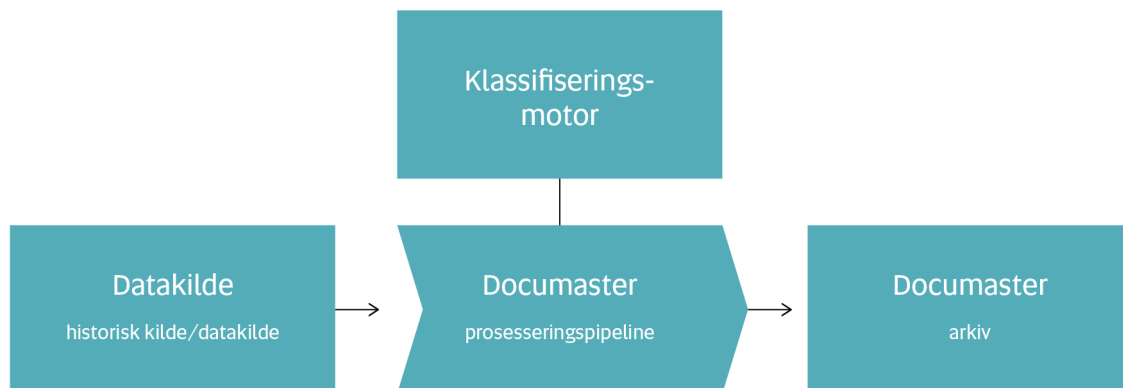 Klassifiserings-
motor
Datakilde
historisk kilde/datakilde
Documaster
prosesseringspipeline
Documaster
arkiv